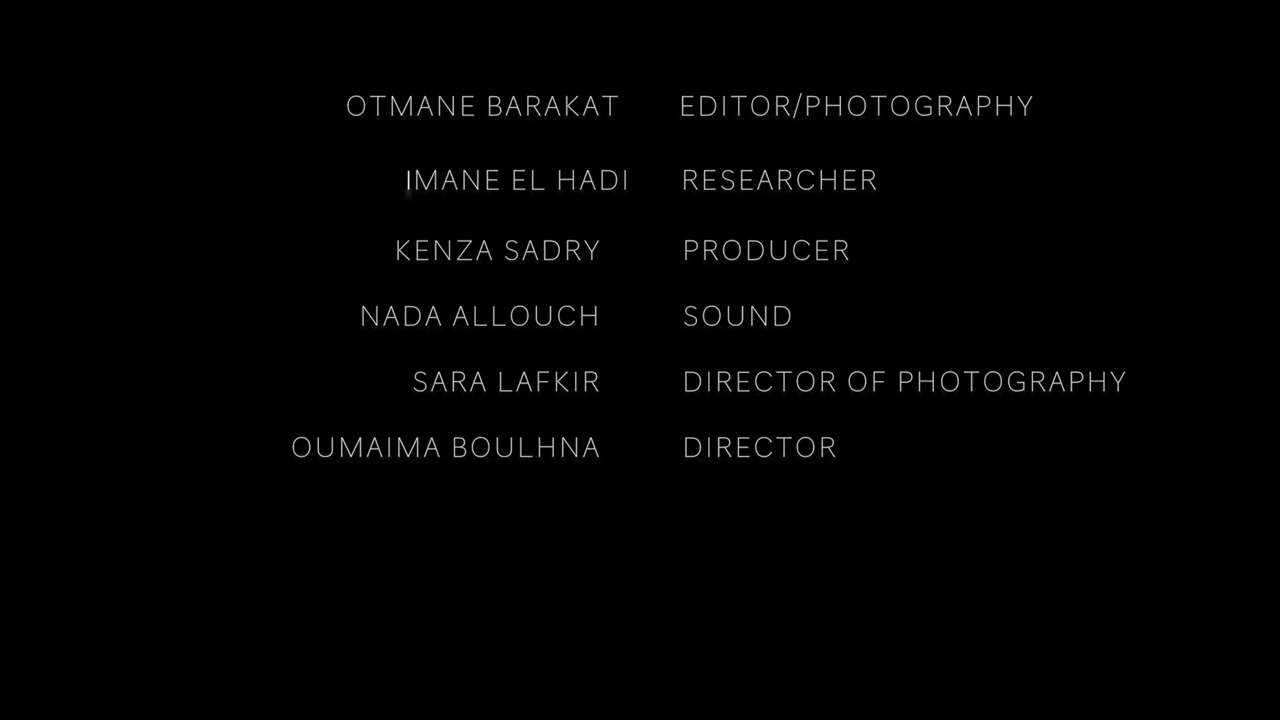 OTMANE BARAKAT EDITOR/PHOTOGRAPHY
IMANE EL HADI RESEARCHER
KENZA SADRY PRODUCER
NADA ALLOUCH SOUND
SARA LAFKIR DIRECTOR OF PHOTOGRAPHY
OUMAIMA BOULHNA DIRECTOR